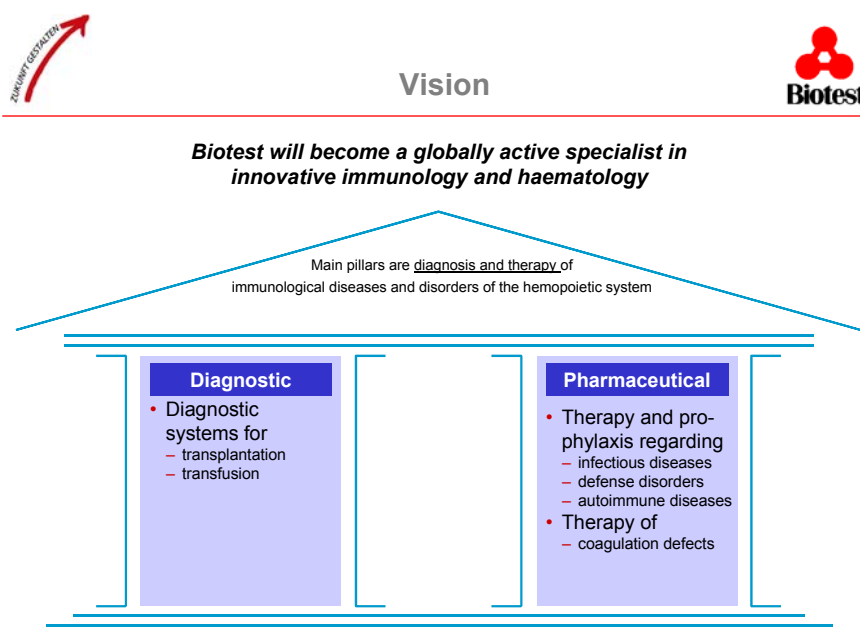 ZUKUNFT GESTALTEN
Vision
Biotest
Biotest will become a globally active specialist in
innovative immunology and haematology
Main pillars are diagnosis and therapy of
immunological diseases and disorders of the hemopoietic system
Diagnostic
• Diagnostic
systems for
– transplantation
– transfusion
Pharmaceutical
• Therapy and pro-
phylaxis regarding
– infectious diseases
– defense disorders
– autoimmune diseases
• Therapy of
– coagulation defects